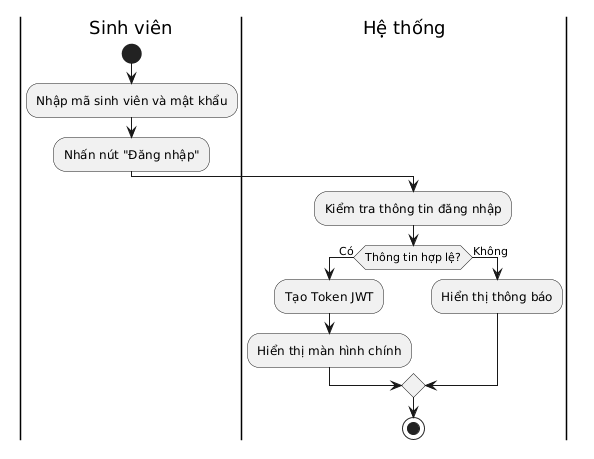 Sinh viên
Hệ thống
Nhập mã sinh viên và mật khẩu
Nhấn nút "Đăng nhập"
Kiểm tra thông tin đăng nhập
Có
Thông tin hợp lệ?
Không
Tạo Token JWT
Hiển thị thông báo
Hiển thị màn hình chính